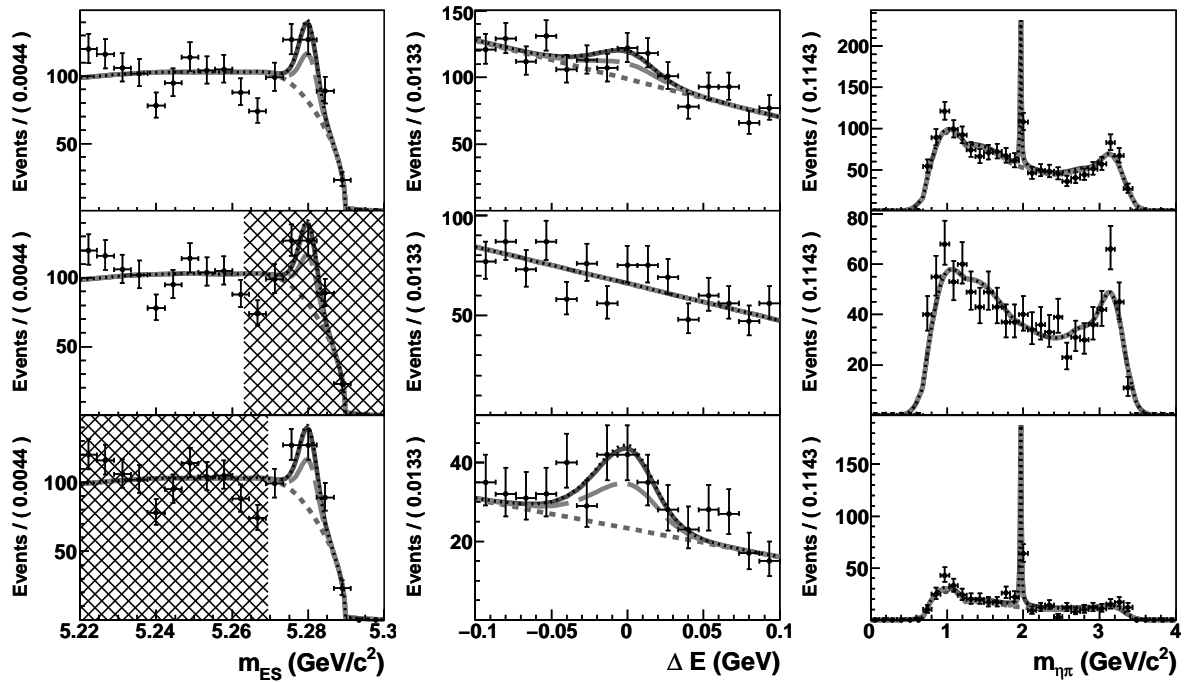 Events / ( 0.0044 )
100
50
Events / ( 0.0133 )
150
100
50
Events / ( 0.1143 )
200
150
100
50
Events / ( 0.0044 )
100
50
Events / ( 0.0133 )
100
50
Events / ( 0.1143 )
80
60
40
20
Events / ( 0.0044 )
100
50
Events / ( 0.0133 )
40
20
Events / ( 0.1143 )
150
100
50
5.22 5.24 5.26 5.28 5.3
−0.1 −0.05 0 0.05 0.1
0 1 2 3 4
m_ES (GeV/c²)
Δ E (GeV)
m_ηπ (GeV/c²)